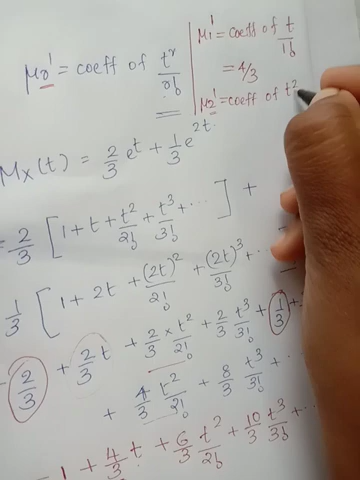 μr' = coeff of t^r/r!
μ1' = coeff of t/1!
= 4/3
μ2' = coeff of t²
Mx(t) = 2/3 e^t + 1/3 e^2t
= 2/3 [1 + t + t²/2! + t³/3! + ...] +
1/3 [1 + 2t + (2t)²/2! + (2t)³/3! + ...
2/3 + 2/3 t + 2/3 × t²/2! + 2/3 t³/3! + 1/3 +
+ 4/3 t²/2! + 8/3 t³/3! + ...
1 + 4/3 t + 6/3 t²/2! + 10/3 t³/3! + ...